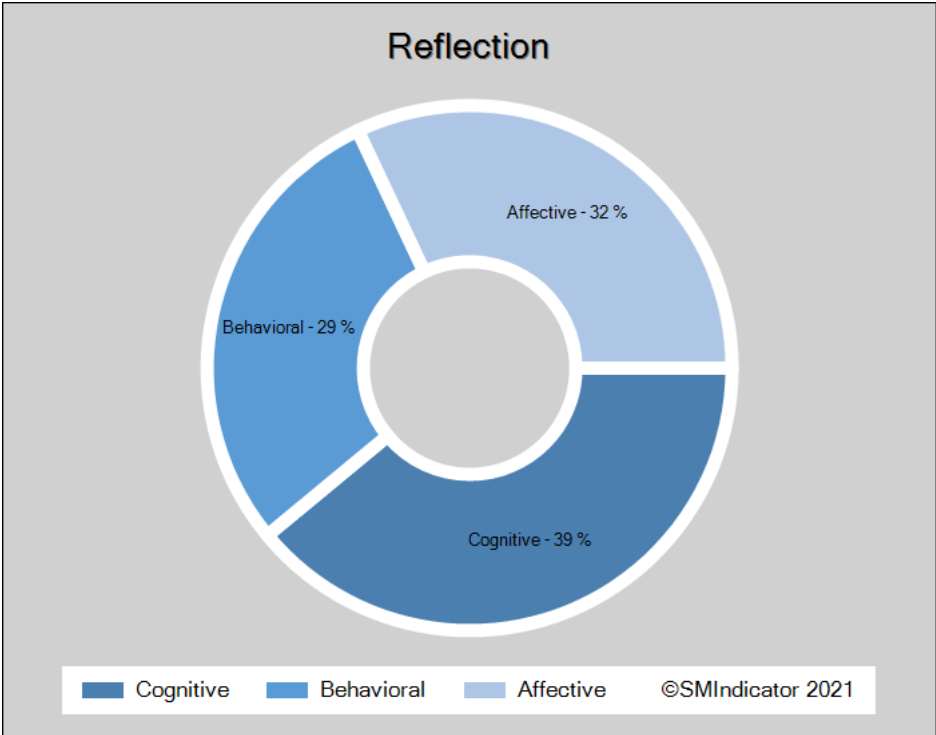 Reflection
Affective - 32 %
Behavioral - 29 %
Cognitive - 39 %
Cognitive Behavioral Affective ©SMIndicator 2021